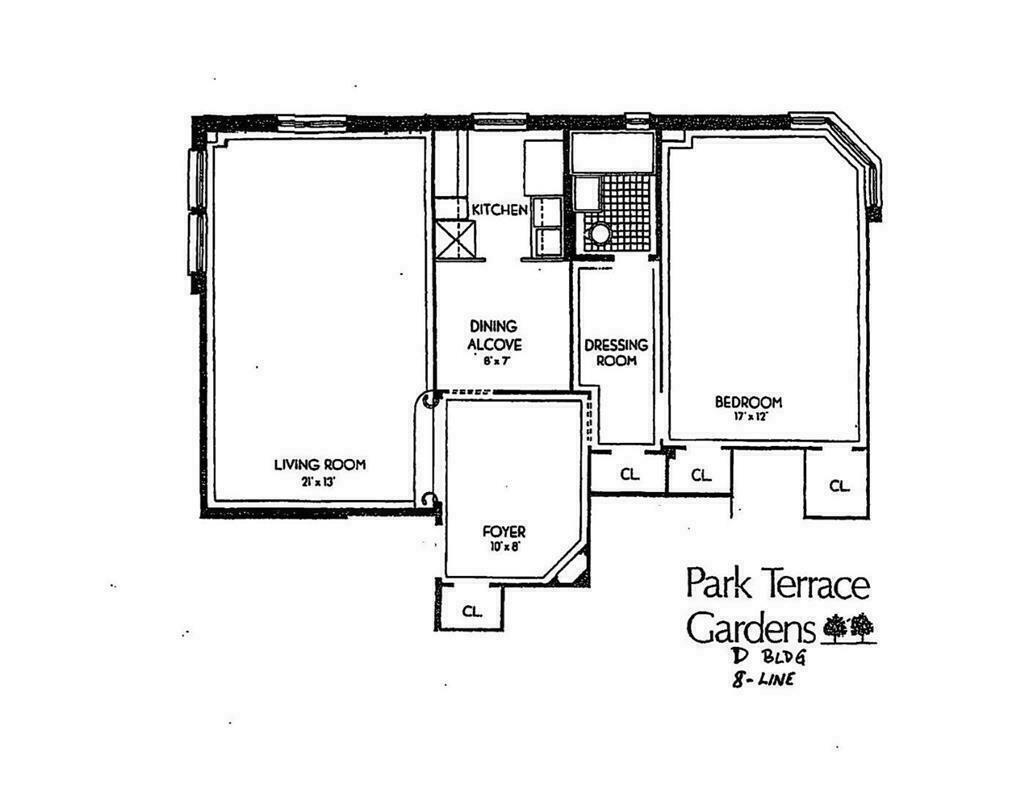 KITCHEN
DINING
ALCOVE
8' x 7'
DRESSING
ROOM
BEDROOM
17' x 12'
LIVING ROOM
21' x 13'
CL.
CL.
CL.
FOYER
10' x 8'
CL.
Park Terrace
Gardens
D BLDG
8-LINE